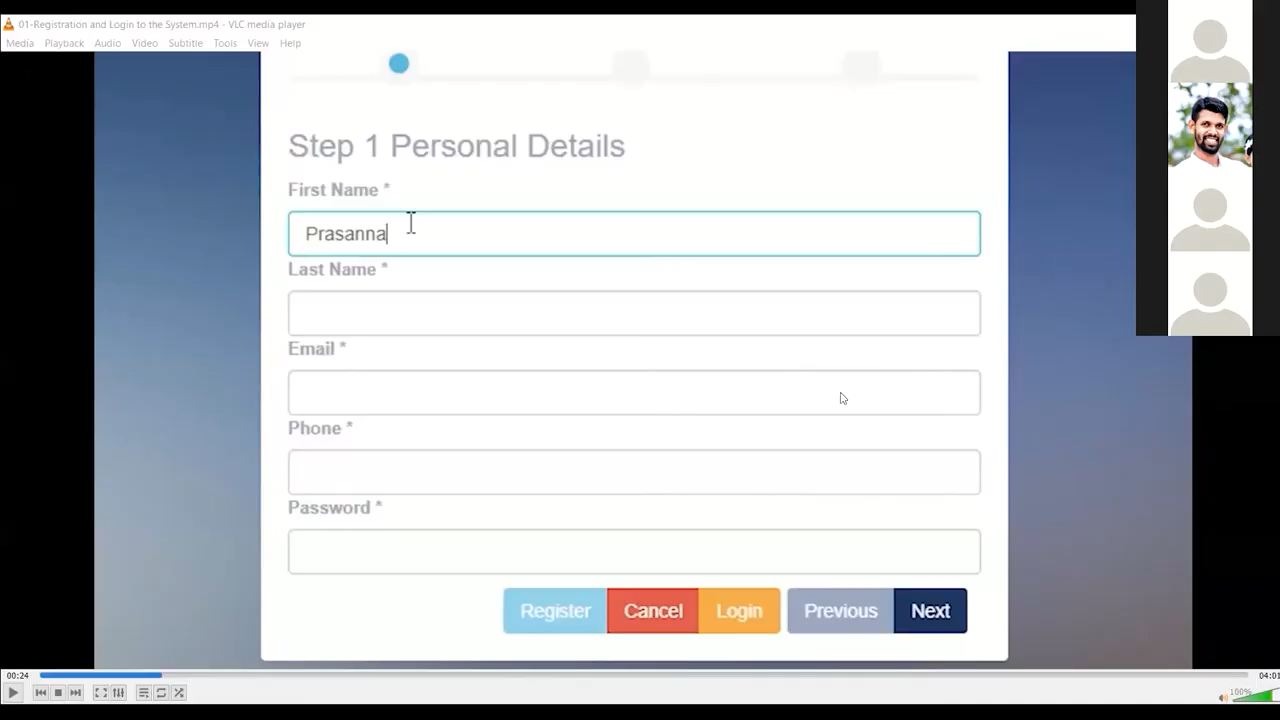 01-Registration and Login to the System.mp4 - VLC media player
Media Playback Audio Video Subtitle Tools View Help
Step 1 Personal Details
First Name *
Prasanna
Last Name *
Email *
Phone *
Password *
Register Cancel Login Previous Next
00:24 04:01
100%